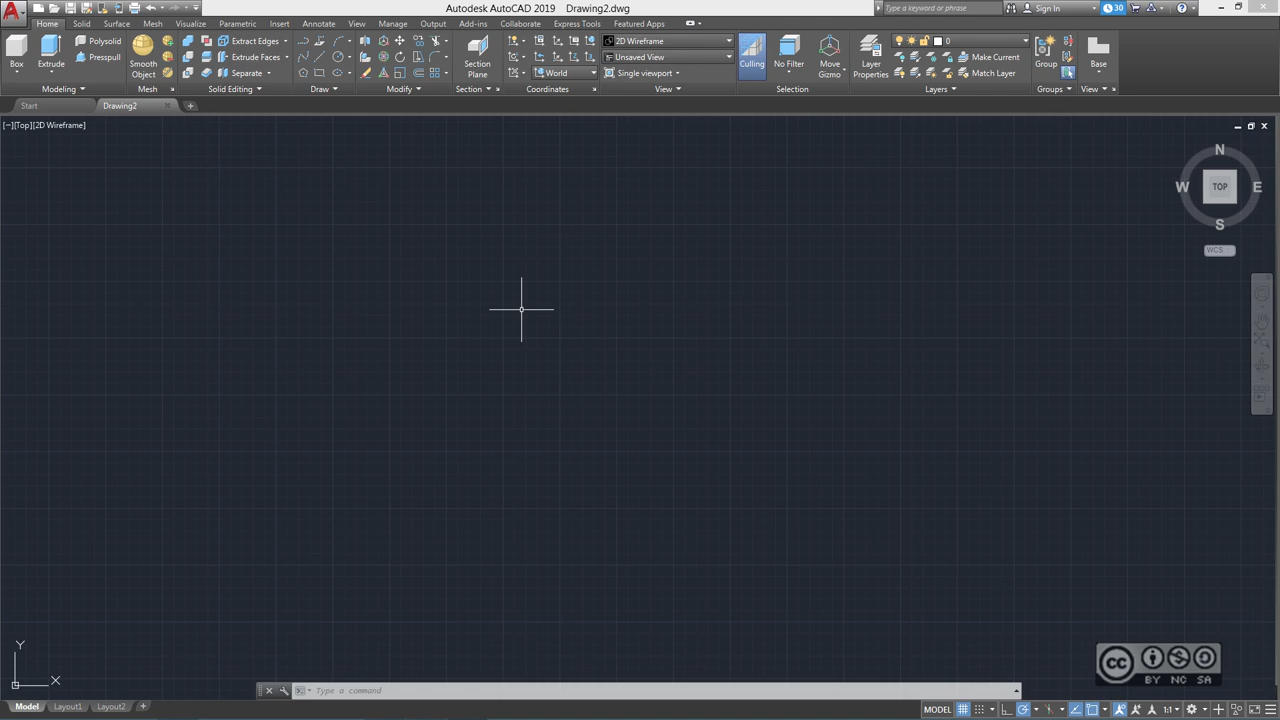 Autodesk AutoCAD 2019 Drawing2.dwg
Type a keyword or phrase
Sign In
30
Home Solid Surface Mesh Visualize Parametric Insert Annotate View Manage Output Add-ins Collaborate Express Tools Featured Apps
Box
Extrude
Polysolid
Presspull
Smooth
Object
Extract Edges
Extrude Faces
Separate
Section
Plane
World
2D Wireframe
Unsaved View
Single viewport
Culling
No Filter
Move
Gizmo
Layer
Properties
0
Make Current
Match Layer
Group
Base
Modeling Mesh Solid Editing Draw Modify Section Coordinates View Selection Layers Groups View
Start Drawing2
[−][Top][2D Wireframe]
N
W TOP E
S
WCS
Y
X
CC BY NC SA
Type a command
Model Layout1 Layout2
MODEL 1:1